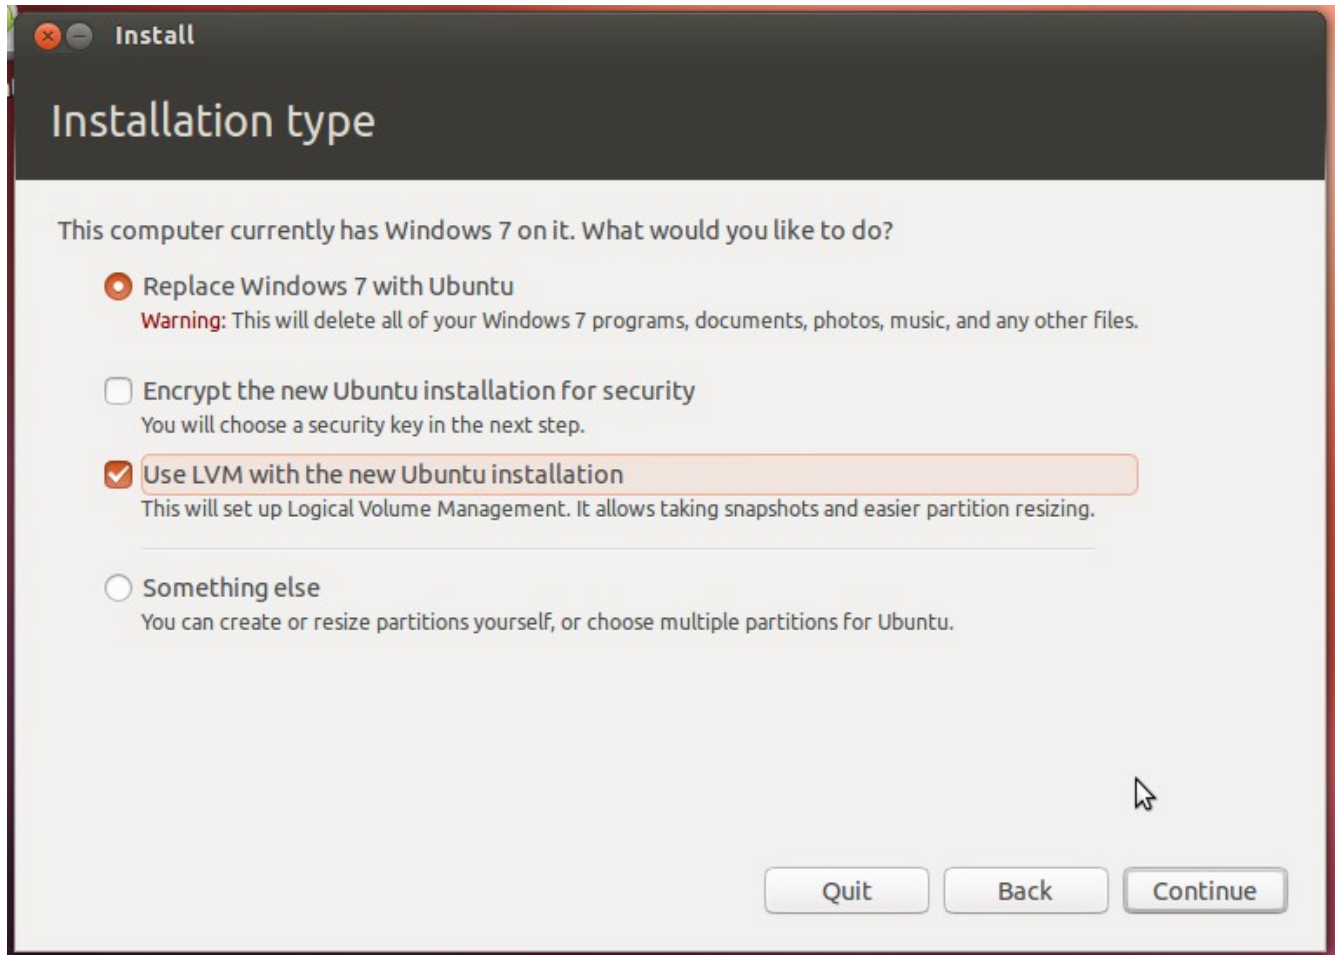 Install
Installation type
This computer currently has Windows 7 on it. What would you like to do?
Replace Windows 7 with Ubuntu
Warning: This will delete all of your Windows 7 programs, documents, photos, music, and any other files.
Encrypt the new Ubuntu installation for security
You will choose a security key in the next step.
Use LVM with the new Ubuntu installation
This will set up Logical Volume Management. It allows taking snapshots and easier partition resizing.
Something else
You can create or resize partitions yourself, or choose multiple partitions for Ubuntu.
Quit Back Continue